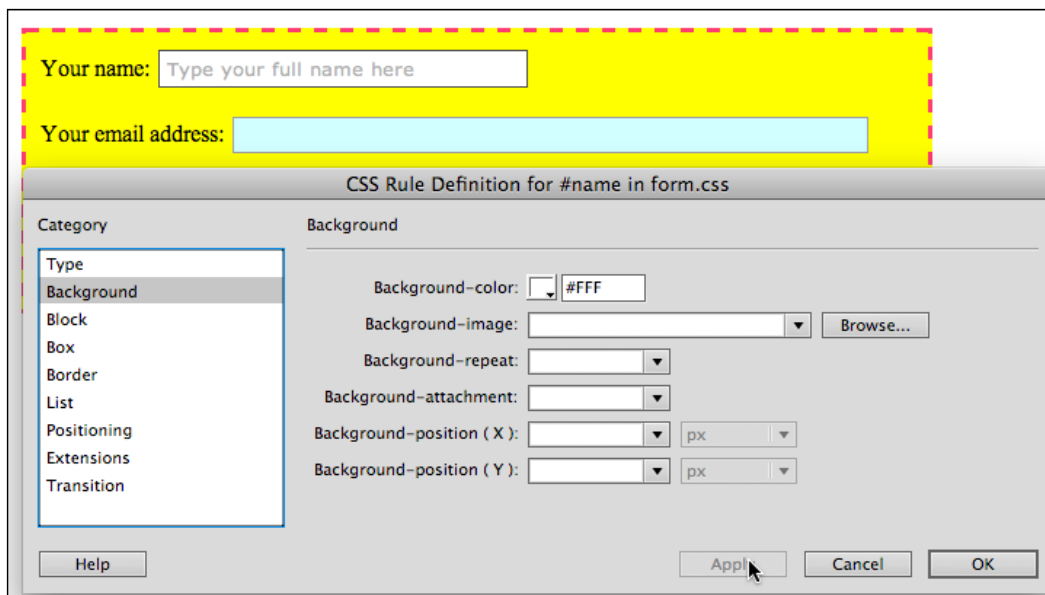 Your name: Type your full name here
Your email address:
CSS Rule Definition for #name in form.css
Category
Background
Type
Background
Block
Box
Border
List
Positioning
Extensions
Transition
Background-color: #FFF
Background-image: Browse...
Background-repeat:
Background-attachment:
Background-position ( X ): px
Background-position ( Y ): px
Help
Apply
Cancel
OK